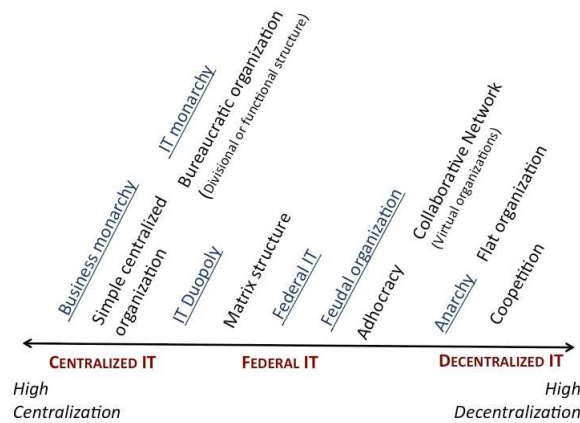 Business monarchy
Simple centralized
organization
IT monarchy
Bureaucratic organization
(Divisional or functional structure)
IT Duopoly
Matrix structure
Federal IT
Feudal organization
Adhocracy
Collaborative Network
(Virtual organizations)
Anarchy
Flat organization
Coopetition
CENTRALIZED IT
FEDERAL IT
DECENTRALIZED IT
High
Centralization
High
Decentralization